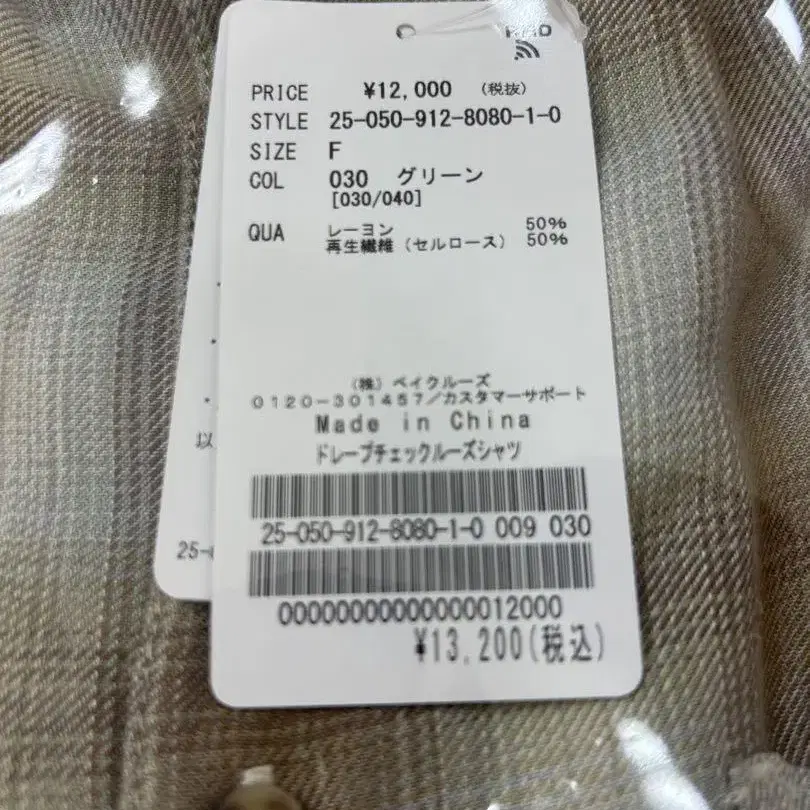 PRICE ¥12,000 (税抜)
STYLE 25-050-912-8080-1-0
SIZE F
COL 030 グリーン
[030/040]
QUA レーヨン 50%
再生繊維(セルロース) 50%
(株)ベイクルーズ
0120-301457/カスタマーサポート
Made in China
ドレープチェックルーズシャツ
25-050-912-8080-1-0 009 030
000000000000000012000
¥13,200(税込)
以
25-